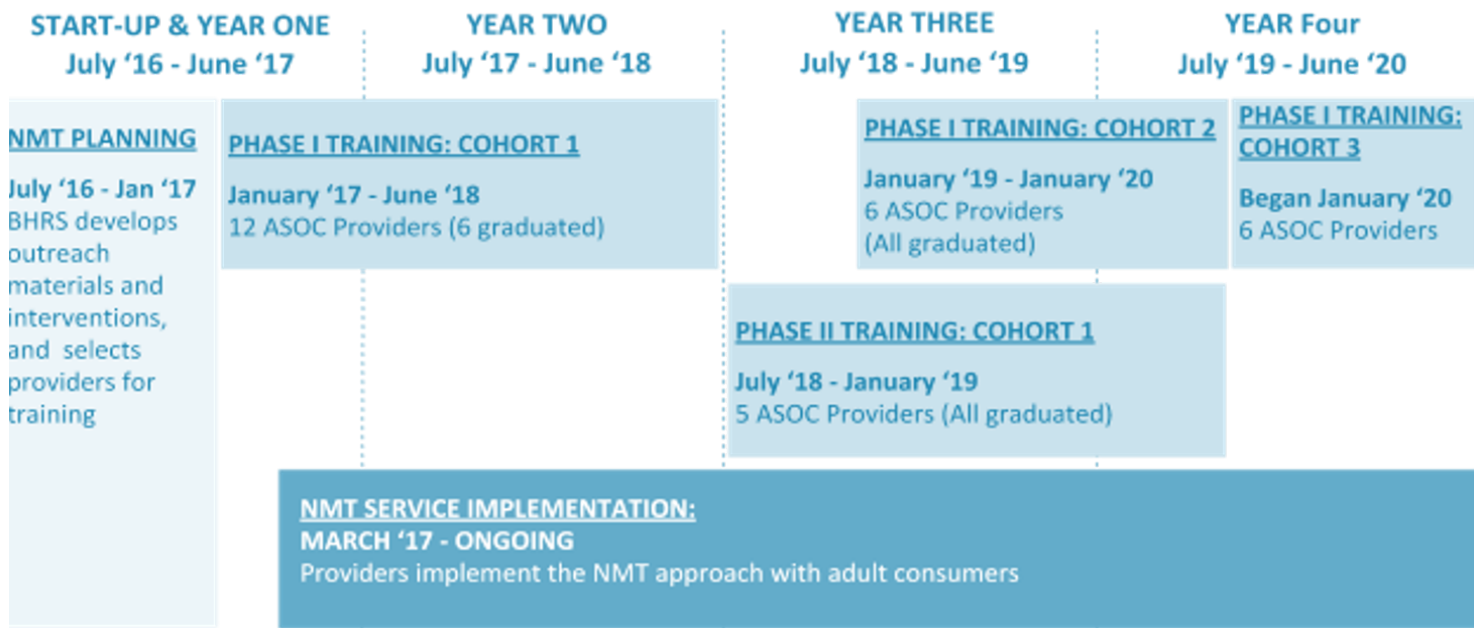 START-UP & YEAR ONE
July ‘16 - June ‘17
YEAR TWO
July ‘17 - June ‘18
YEAR THREE
July ‘18 - June ‘19
YEAR Four
July ‘19 - June ‘20
NMT PLANNING
July ‘16 - Jan ‘17
BHRS develops
outreach
materials and
interventions,
and selects
providers for
training
PHASE I TRAINING: COHORT 1
January ‘17 - June ‘18
12 ASOC Providers (6 graduated)
PHASE I TRAINING: COHORT 2
January ‘19 - January ‘20
6 ASOC Providers
(All graduated)
PHASE I TRAINING:
COHORT 3
Began January ‘20
6 ASOC Providers
PHASE II TRAINING: COHORT 1
July ‘18 - January ‘19
5 ASOC Providers (All graduated)
NMT SERVICE IMPLEMENTATION:
MARCH ‘17 - ONGOING
Providers implement the NMT approach with adult consumers